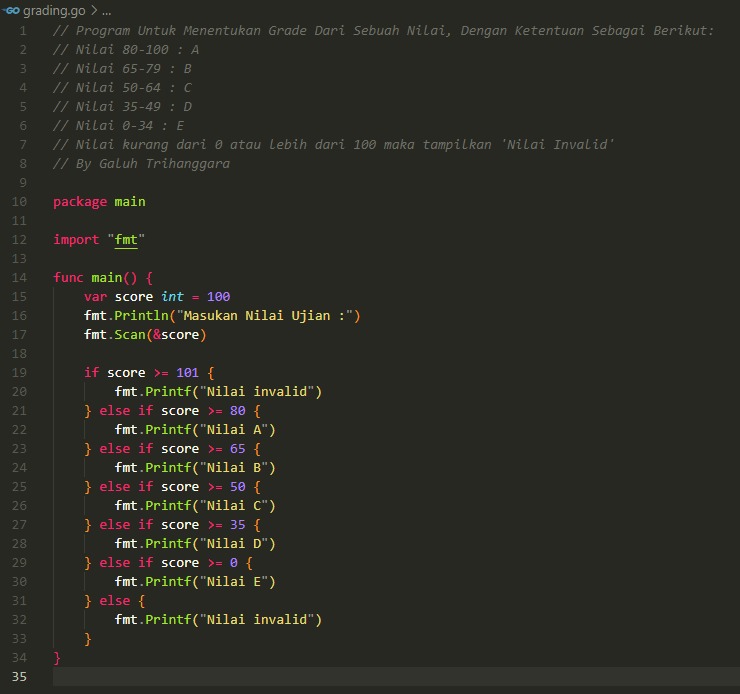 grading.go > ...
1 // Program Untuk Menentukan Grade Dari Sebuah Nilai, Dengan Ketentuan Sebagai Berikut:
2 // Nilai 80-100 : A
3 // Nilai 65-79 : B
4 // Nilai 50-64 : C
5 // Nilai 35-49 : D
6 // Nilai 0-34 : E
7 // Nilai kurang dari 0 atau lebih dari 100 maka tampilkan 'Nilai Invalid'
8 // By Galuh Trihanggara
9
10 package main
11
12 import "fmt"
13
14 func main() {
15     var score int = 100
16     fmt.Println("Masukan Nilai Ujian :")
17     fmt.Scan(&score)
18
19     if score >= 101 {
20         fmt.Printf("Nilai invalid")
21     } else if score >= 80 {
22         fmt.Printf("Nilai A")
23     } else if score >= 65 {
24         fmt.Printf("Nilai B")
25     } else if score >= 50 {
26         fmt.Printf("Nilai C")
27     } else if score >= 35 {
28         fmt.Printf("Nilai D")
29     } else if score >= 0 {
30         fmt.Printf("Nilai E")
31     } else {
32         fmt.Printf("Nilai invalid")
33     }
34 }
35